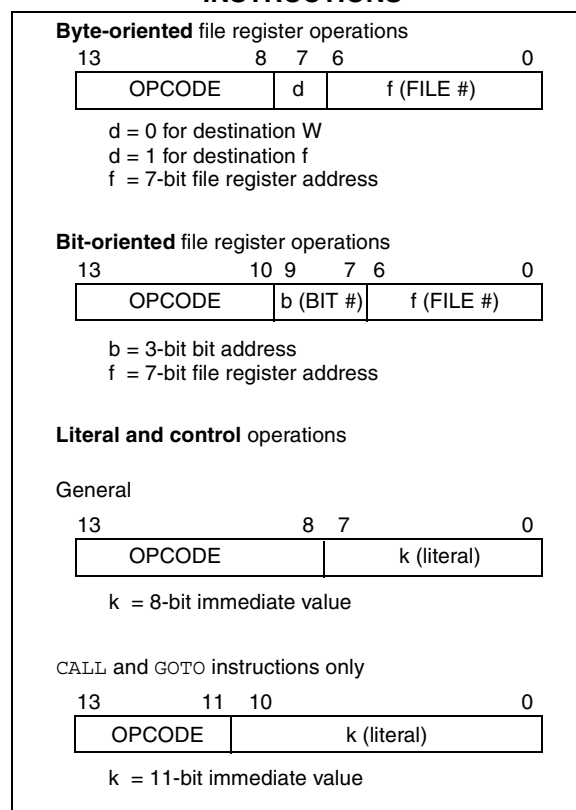 INSTRUCTIONS
Byte-oriented file register operations
13 8 7 6 0
OPCODE d f (FILE #)
d = 0 for destination W
d = 1 for destination f
f = 7-bit file register address
Bit-oriented file register operations
13 10 9 7 6 0
OPCODE b (BIT #) f (FILE #)
b = 3-bit bit address
f = 7-bit file register address
Literal and control operations
General
13 8 7 0
OPCODE k (literal)
k = 8-bit immediate value
CALL and GOTO instructions only
13 11 10 0
OPCODE k (literal)
k = 11-bit immediate value